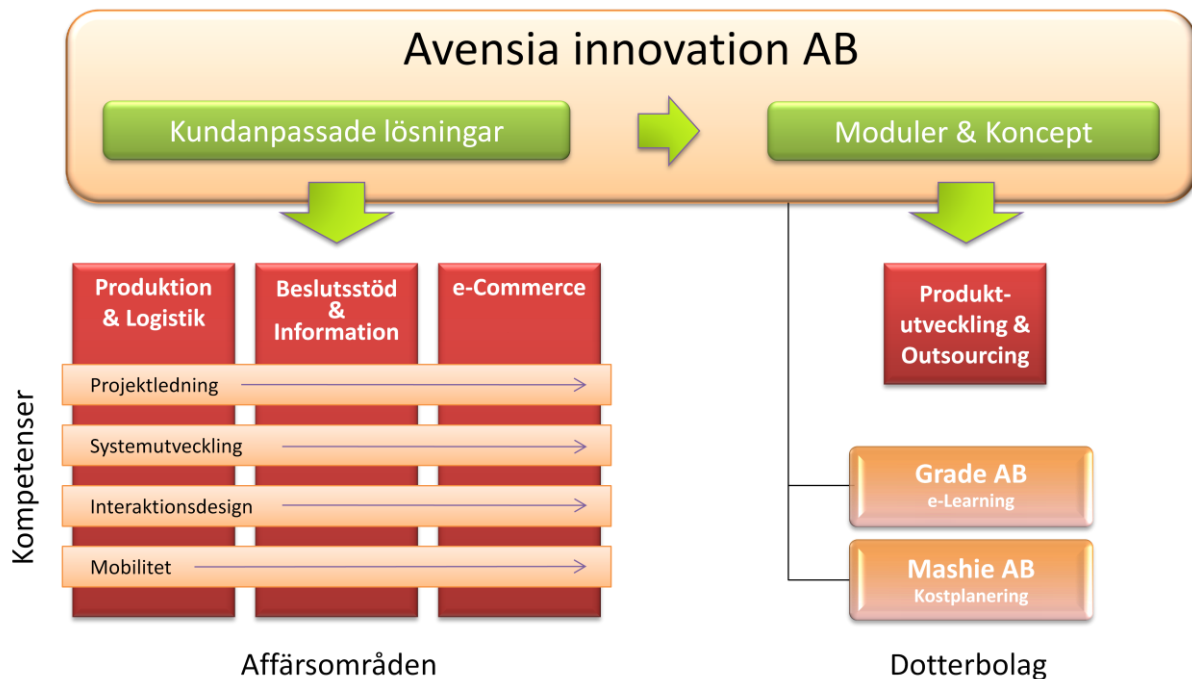 Avensia innovation AB
Kundanpassade lösningar
Moduler & Koncept
Produktion
& Logistik
Beslutsstöd
&
Information
e-Commerce
Produkt-
utveckling &
Outsourcing
Kompetenser
Projektledning
Systemutveckling
Interaktionsdesign
Mobilitet
Grade AB
e-Learning
Mashie AB
Kostplanering
Affärsområden
Dotterbolag